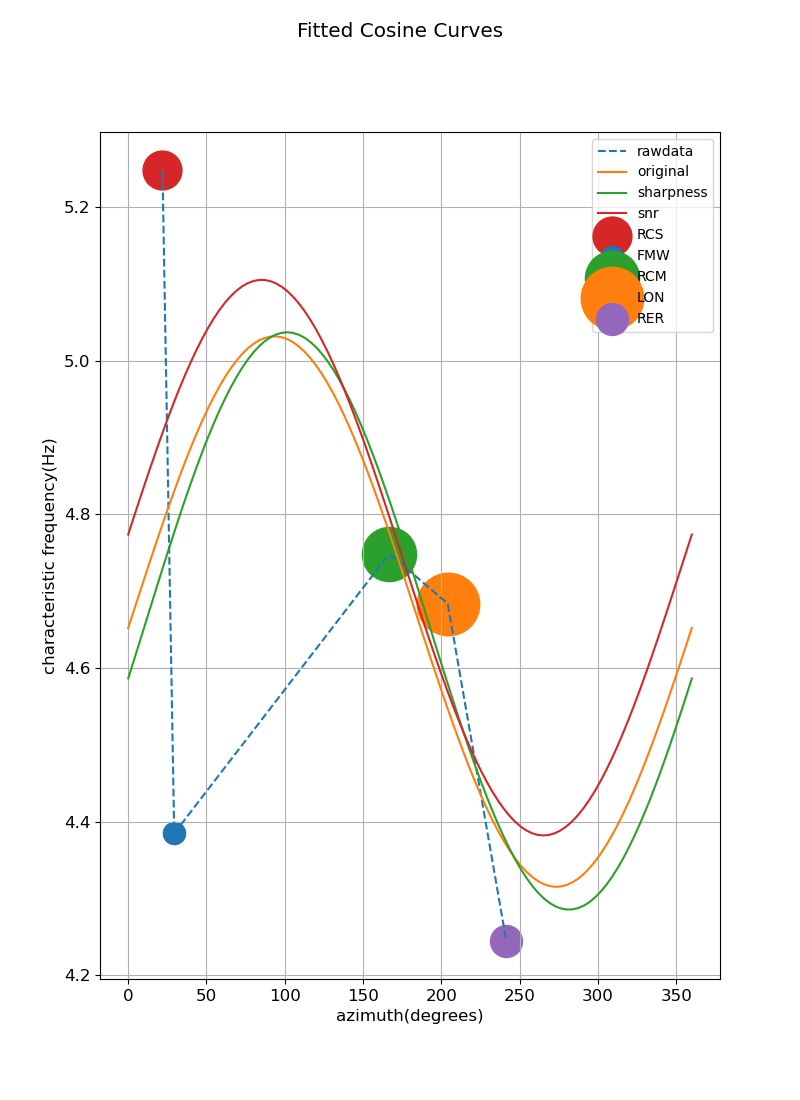 Fitted Cosine Curves
rawdata
original
sharpness
snr
RCS
FMW
RCM
LON
RER
characteristic frequency(Hz)
5.2
5.0
4.8
4.6
4.4
4.2
0 50 100 150 200 250 300 350
azimuth(degrees)